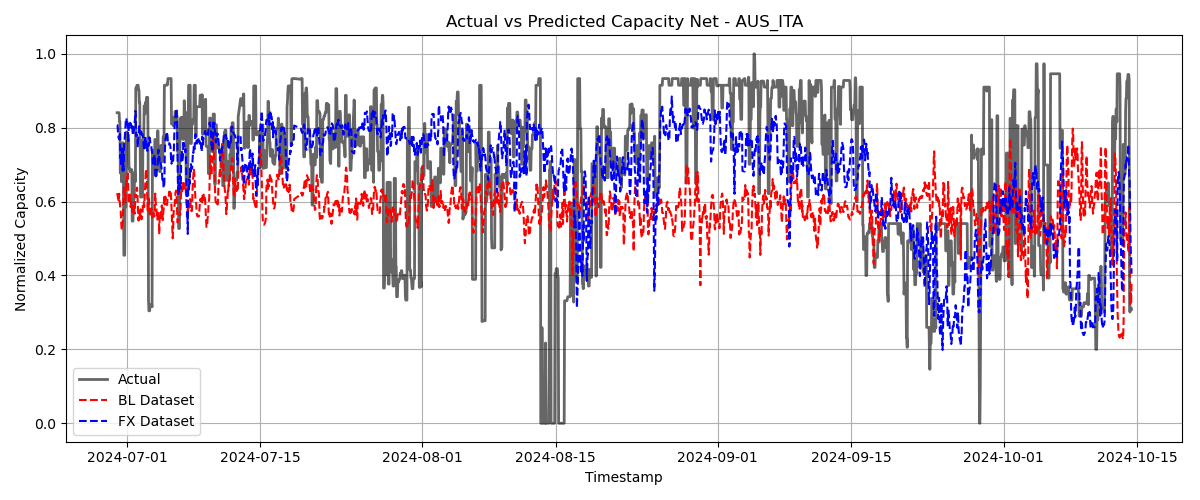 Actual vs Predicted Capacity Net - AUS_ITA
Normalized Capacity
1.0
0.8
0.6
0.4
0.2
0.0
Actual
BL Dataset
FX Dataset
2024-07-01
2024-07-15
2024-08-01
2024-08-15
2024-09-01
2024-09-15
2024-10-01
2024-10-15
Timestamp